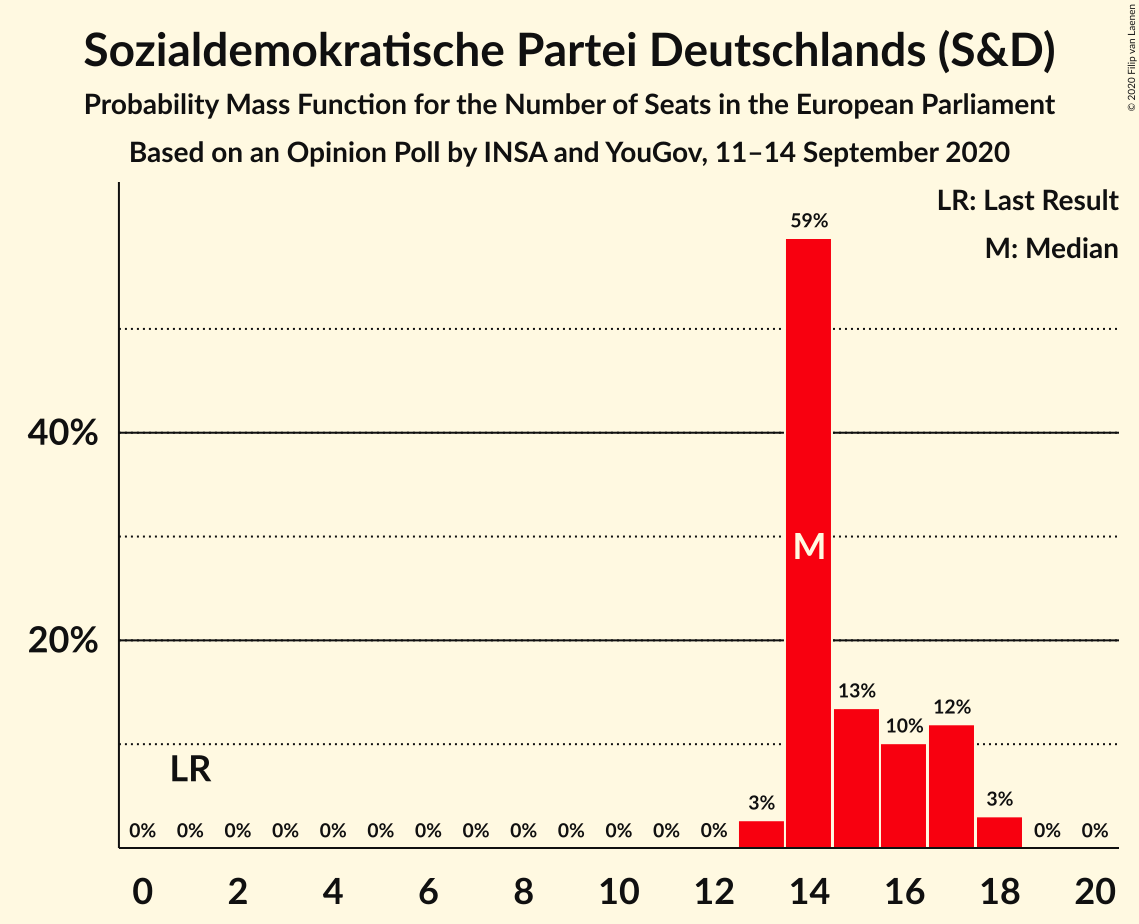 Sozialdemokratische Partei Deutschlands (S&D)
Probability Mass Function for the Number of Seats in the European Parliament
Based on an Opinion Poll by INSA and YouGov, 11–14 September 2020
© 2020 Filip van Laenen
LR: Last Result
M: Median
59%
40%
M
20%
13%
12%
10%
LR
3%
3%
0% 0% 0% 0% 0% 0% 0% 0% 0% 0% 0% 0% 0% 0% 0%
0 2 4 6 8 10 12 14 16 18 20